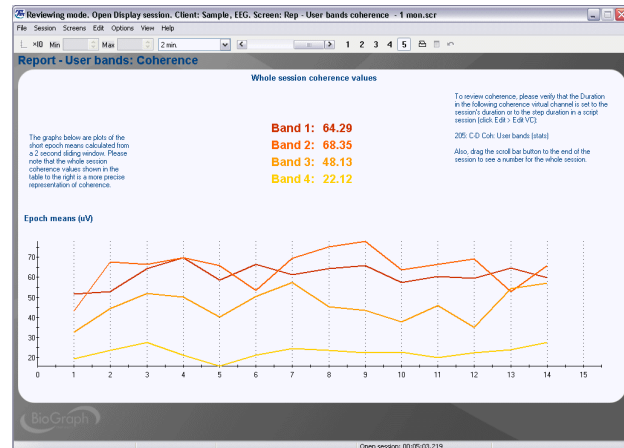 Reviewing mode. Open Display session. Client: Sample, EEG. Screen: Rep - User bands coherence - 1 mon.scr
File Session Screens Edit Options View Help
×10 Min Max 2 min. 1 2 3 4 5
Report - User bands: Coherence
Whole session coherence values
To review coherence, please verify that the Duration
in the following coherence virtual channel is set to the
session's duration or to the step duration in a script
session (click Edit > Edit VC):
205: C-D Coh: User bands (stats)
Also, drag the scroll bar button to the end of the
session to see a number for the whole session.
Band 1: 64.29
Band 2: 68.35
Band 3: 48.13
Band 4: 22.12
The graphs below are plots of the
short epoch means calculated from
a 2 second sliding window. Please
note that the whole session
coherence values shown in the
table to the right is a more precise
representation of coherence.
Epoch means (uV)
70
60
50
40
30
20
0 1 2 3 4 5 6 7 8 9 10 11 12 13 14 15
BioGraph
Open session: 00:05:03.219